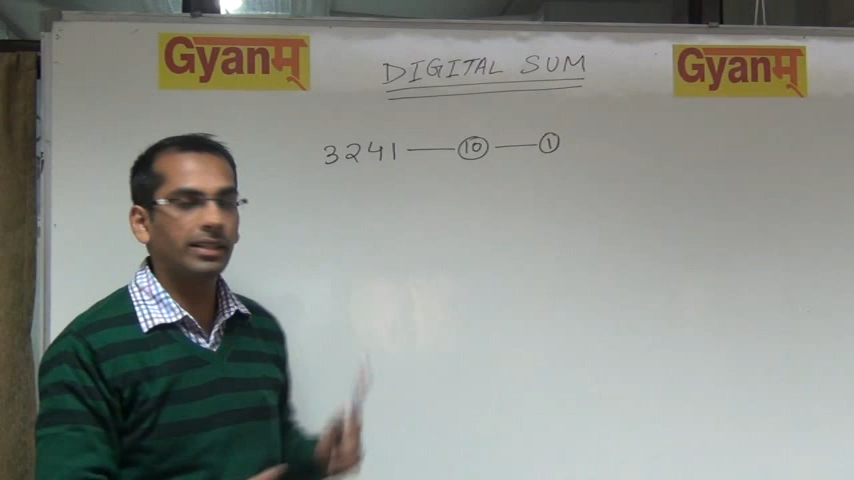 Gyanम्
DIGITAL SUM
Gyanम्
3241 — 10 — 1